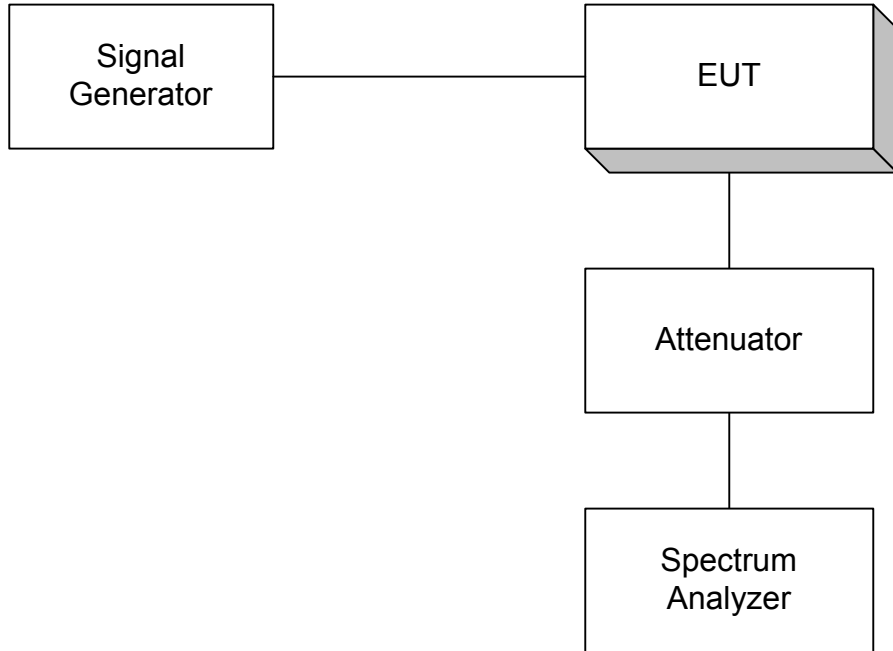 Signal
Generator
EUT
Attenuator
Spectrum
Analyzer